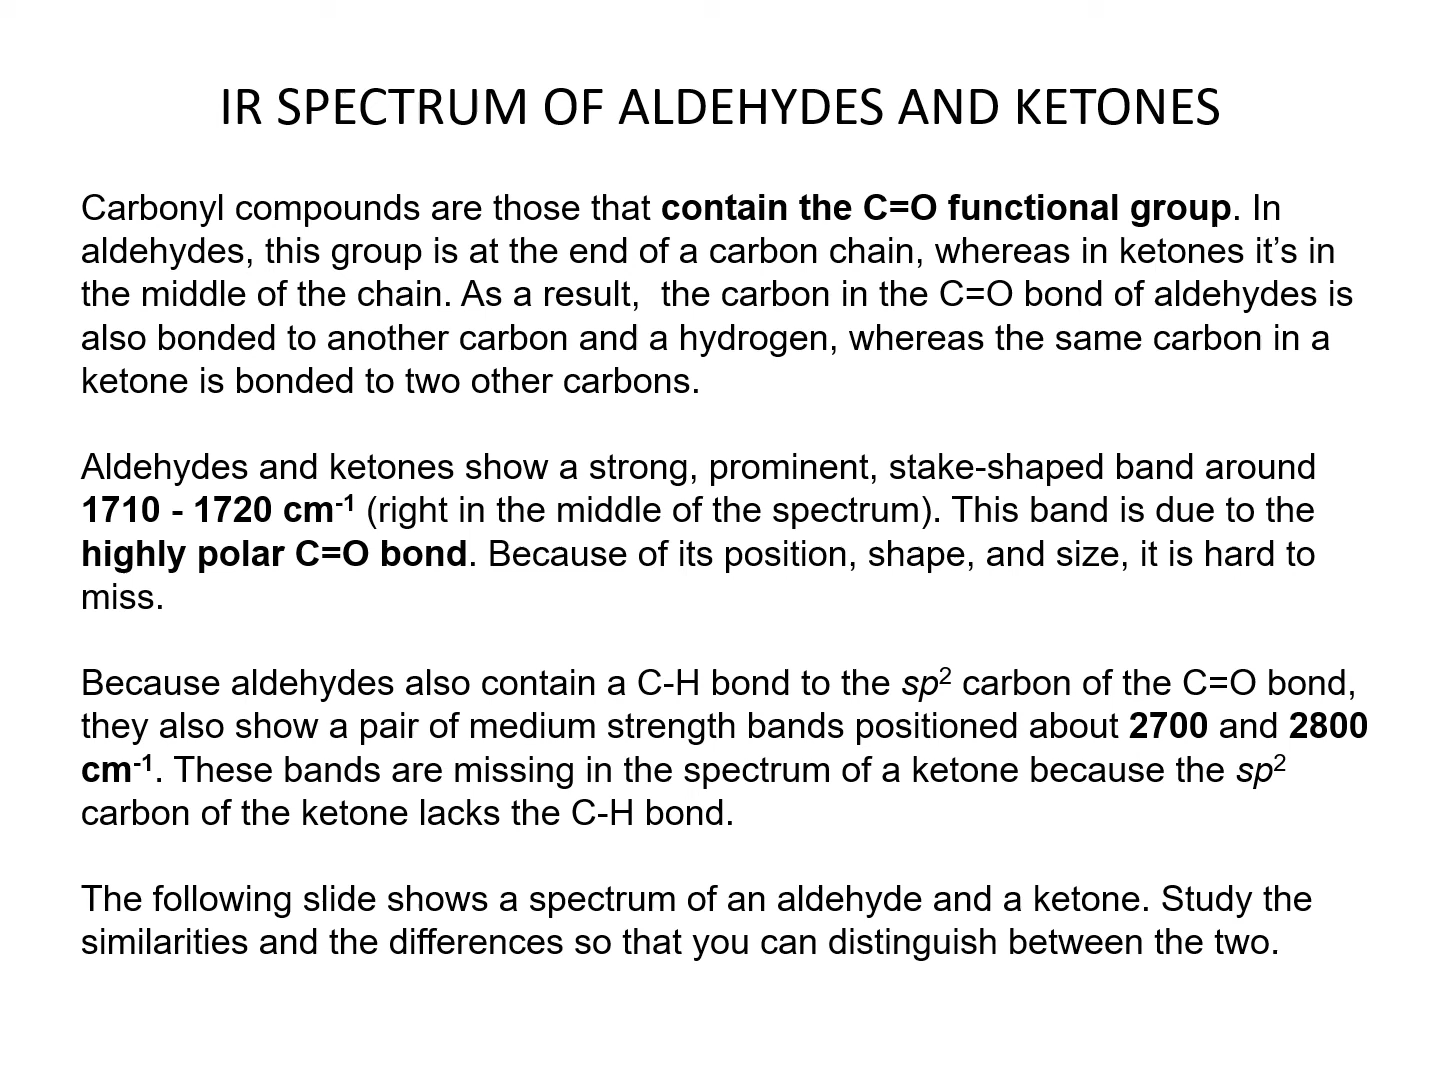 IR SPECTRUM OF ALDEHYDES AND KETONES
Carbonyl compounds are those that contain the C=O functional group. In
aldehydes, this group is at the end of a carbon chain, whereas in ketones it’s in
the middle of the chain. As a result,  the carbon in the C=O bond of aldehydes is
also bonded to another carbon and a hydrogen, whereas the same carbon in a
ketone is bonded to two other carbons.
Aldehydes and ketones show a strong, prominent, stake-shaped band around
1710 - 1720 cm⁻¹ (right in the middle of the spectrum). This band is due to the
highly polar C=O bond. Because of its position, shape, and size, it is hard to
miss.
Because aldehydes also contain a C-H bond to the sp² carbon of the C=O bond,
they also show a pair of medium strength bands positioned about 2700 and 2800
cm⁻¹. These bands are missing in the spectrum of a ketone because the sp²
carbon of the ketone lacks the C-H bond.
The following slide shows a spectrum of an aldehyde and a ketone. Study the
similarities and the differences so that you can distinguish between the two.